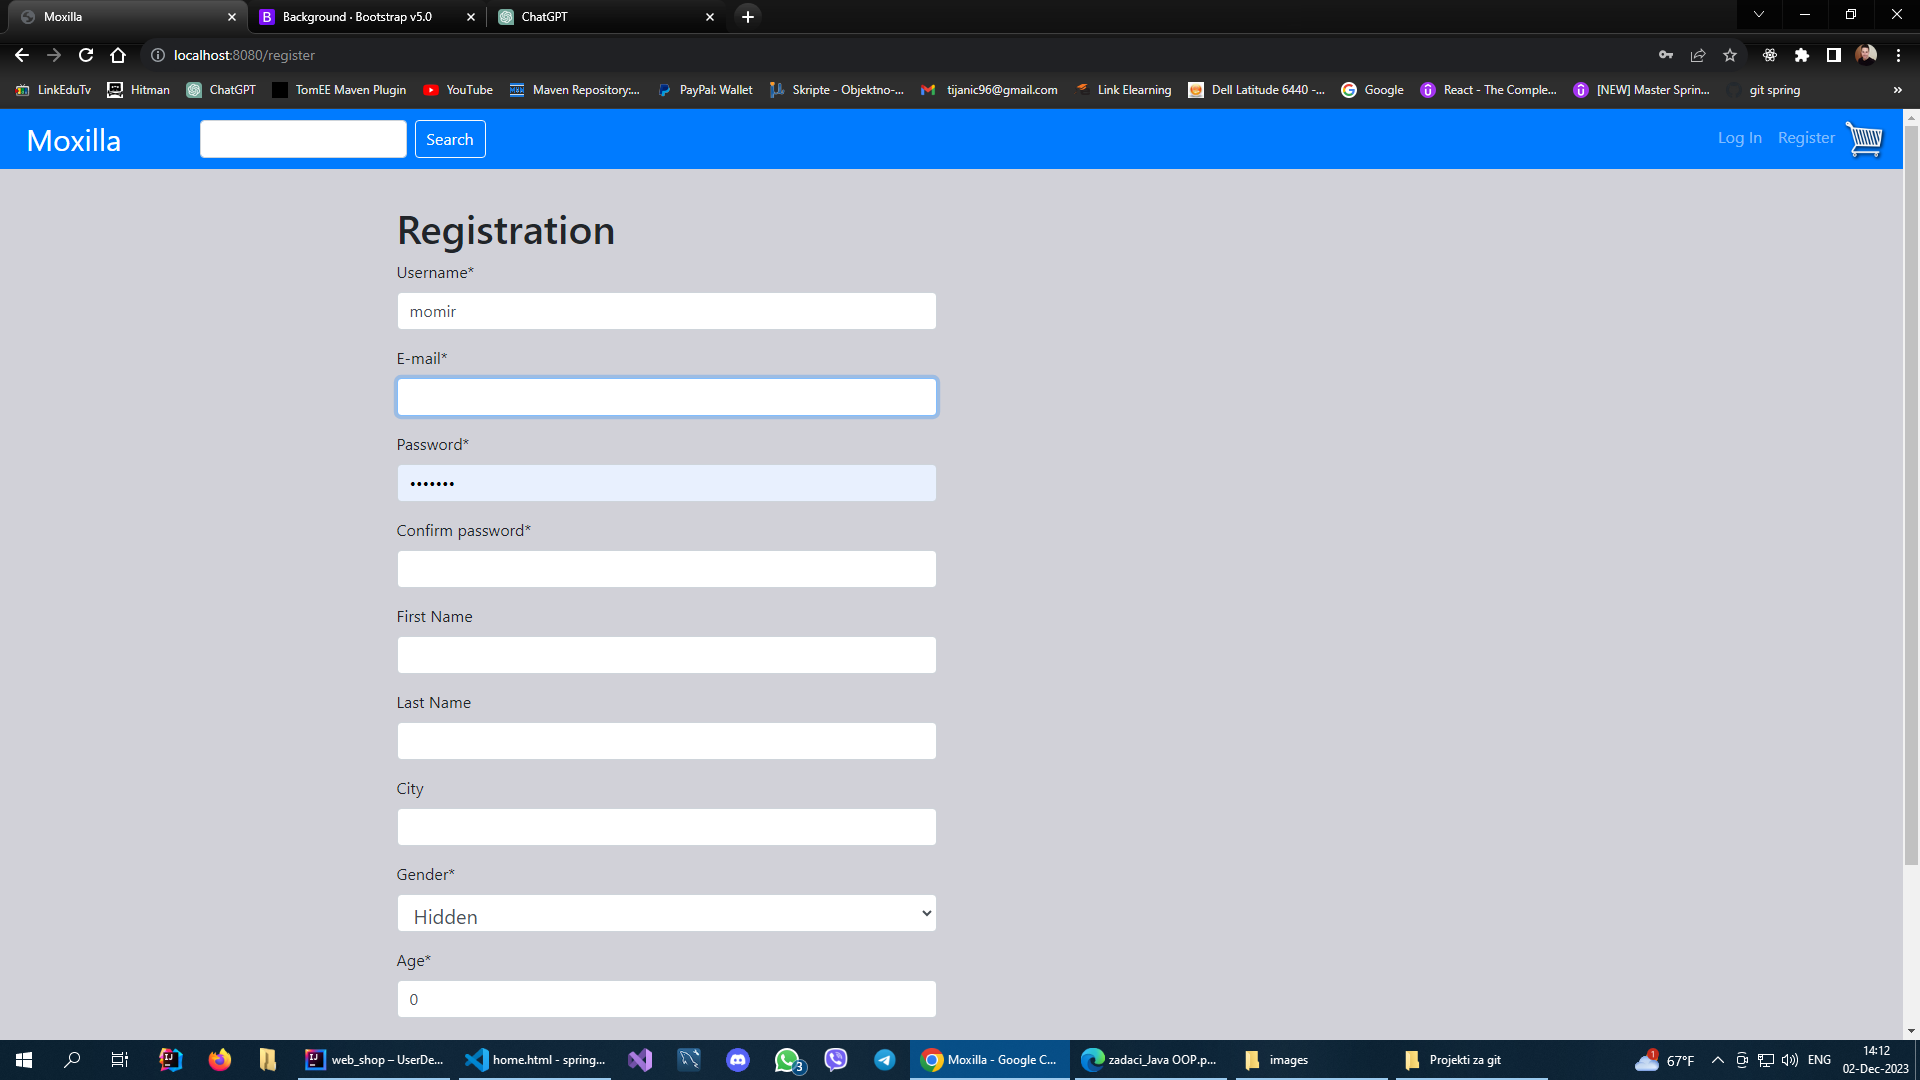 Moxilla
Background · Bootstrap v5.0
ChatGPT
localhost:8080/register
LinkEduTv
Hitman
ChatGPT
TomEE Maven Plugin
YouTube
Maven Repository:...
PayPal: Wallet
Skripte - Objektno-...
tijanic96@gmail.com
Link Elearning
Dell Latitude 6440 -...
Google
React - The Comple...
[NEW] Master Sprin...
git spring
Moxilla
Search
Log In
Register
Registration
Username*
momir
E-mail*
Password*
•••••••
Confirm password*
First Name
Last Name
City
Gender*
Hidden
Age*
0
web_shop – UserDe...
home.html - spring...
3
Moxilla - Google C...
zadaci_Java OOP.p...
images
Projekti za git
1
67°F
ENG
14:12
02-Dec-2023